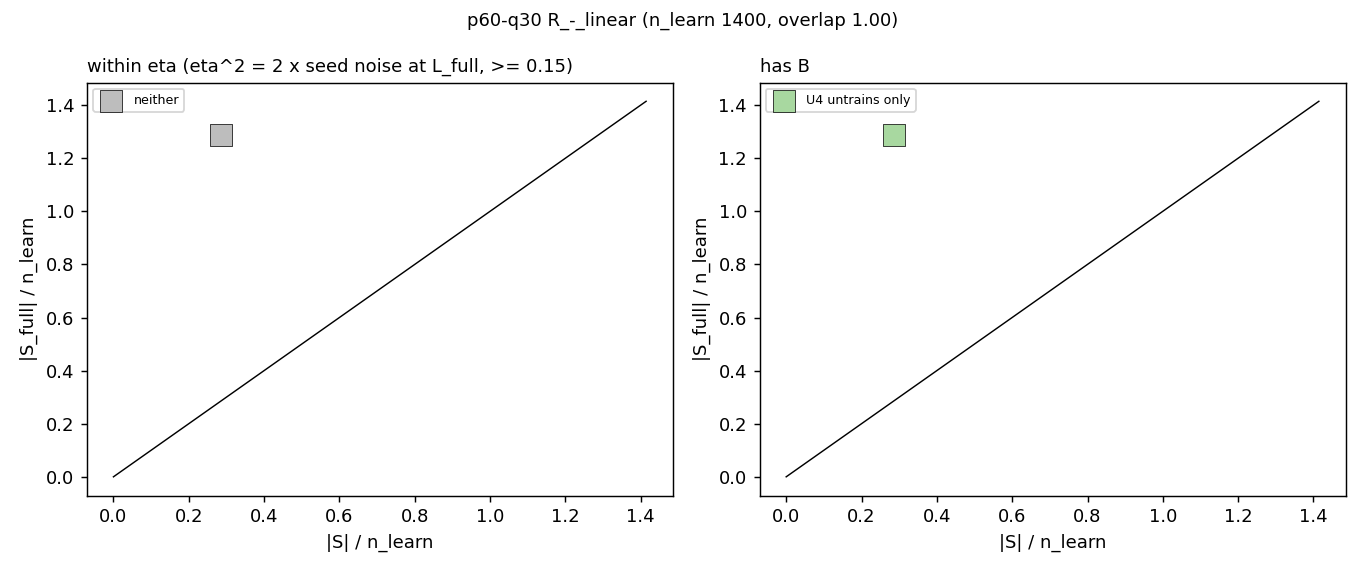 p60-q30 R_-_linear (n_learn 1400, overlap 1.00)
within eta (eta^2 = 2 x seed noise at L_full, >= 0.15)
neither
1.4
1.2
1.0
0.8
0.6
0.4
0.2
0.0
|S_full| / n_learn
0.0 0.2 0.4 0.6 0.8 1.0 1.2 1.4
|S| / n_learn
has B
U4 untrains only
1.4
1.2
1.0
0.8
0.6
0.4
0.2
0.0
|S_full| / n_learn
0.0 0.2 0.4 0.6 0.8 1.0 1.2 1.4
|S| / n_learn